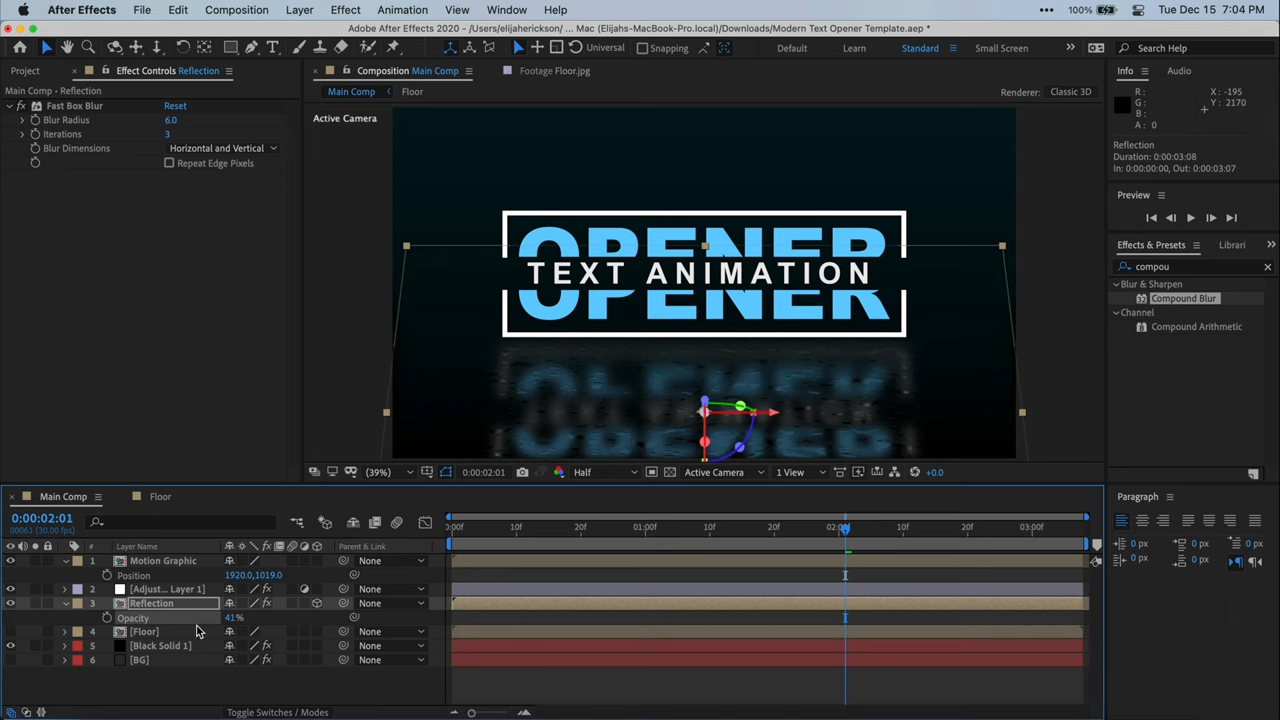 After Effects File Edit Composition Layer Effect Animation View Window Help 100% Tue Dec 15 7:04 PM
Adobe After Effects 2020 - /Users/elijaherickson/... Mac (Elijahs-MacBook-Pro.local)/Downloads/Modern Text Opener Template.aep *
Universal Snapping Default Learn Standard Small Screen Search Help
Project Effect Controls Reflection Composition Main Comp Footage Floor.jpg Info Audio
Main Comp · Reflection Main Comp Floor Renderer: Classic 3D
fx Fast Box Blur Reset
Blur Radius 6.0
Iterations 3
Blur Dimensions Horizontal and Vertical
Repeat Edge Pixels
Active Camera
R : X : -195
G : Y : 2170
B :
A : 0
Reflection
Duration: 0:00:03:08
In: 0:00:00:00, Out: 0:00:03:07
Preview
Effects & Presets Librari
compou
Blur & Sharpen
Compound Blur
Channel
Compound Arithmetic
OPENER
TEXT ANIMATION
OPENER
(39%) 0:00:02:01 Half Active Camera 1 View +0.0
Main Comp Floor Paragraph
0:00:02:01
00061 (30.00 fps)
0:00f 10f 20f 01:00f 10f 20f 02:0 10f 20f 03:00f
# Layer Name fx Parent & Link
1 Motion Graphic None
Position 1920.0,1019.0
2 [Adjust... Layer 1] fx None
3 Reflection fx None
Opacity 41%
4 [Floor] None
5 [Black Solid 1] fx None
6 [BG] fx None
0 px 0 px 0 px
0 px 0 px
Toggle Switches / Modes